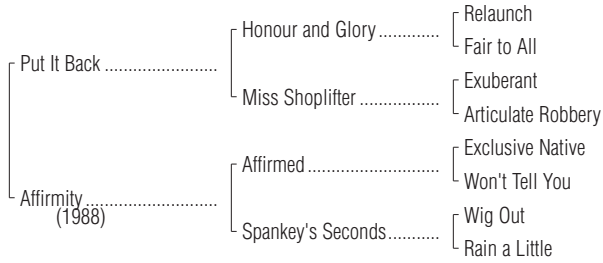 Relaunch
Honour and Glory.............
Fair to All
Put It Back ........................
Exuberant
Miss Shoplifter .................
Articulate Robbery
Exclusive Native
Affirmed............................
Won't Tell You
Affirmity............................
(1988)
Wig Out
Spankey's Seconds...........
Rain a Little